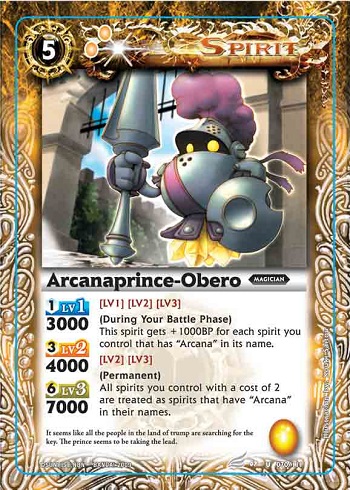 5
SPIRIT
Arcanaprince-Obero MAGICIAN
1 LV1 [LV1] [LV2] [LV3]
3000 (During Your Battle Phase)
This spirit gets +1000BP for each spirit you
control that has “Arcana” in its name.
3 LV2
4000 [LV2] [LV3]
(Permanent)
6 LV3 All spirits you control with a cost of 2
7000 are treated as spirits that have “Arcana”
in their names.
It seems like all the people in the land of trump are searching for the
key. The prince seems to be taking the lead.